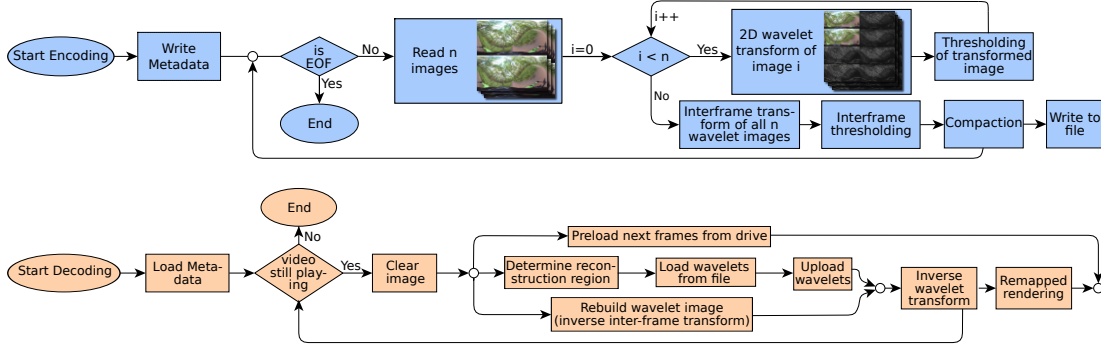 i++
Start Encoding
Write
Metadata
is
EOF
No
Yes
End
Read n
images
i=0
i < n
Yes
No
2D wavelet
transform of
image i
Thresholding
of transformed
image
Interframe trans-
form of all n
wavelet images
Interframe
thresholding
Compaction
Write to
file
End
No
Start Decoding
Load Meta-
data
video
still play-
ing
Yes
Clear
image
Preload next frames from drive
Determine recon-
struction region
Load wavelets
from file
Upload
wavelets
Rebuild wavelet image
(inverse inter-frame transform)
Inverse
wavelet
transform
Remapped
rendering